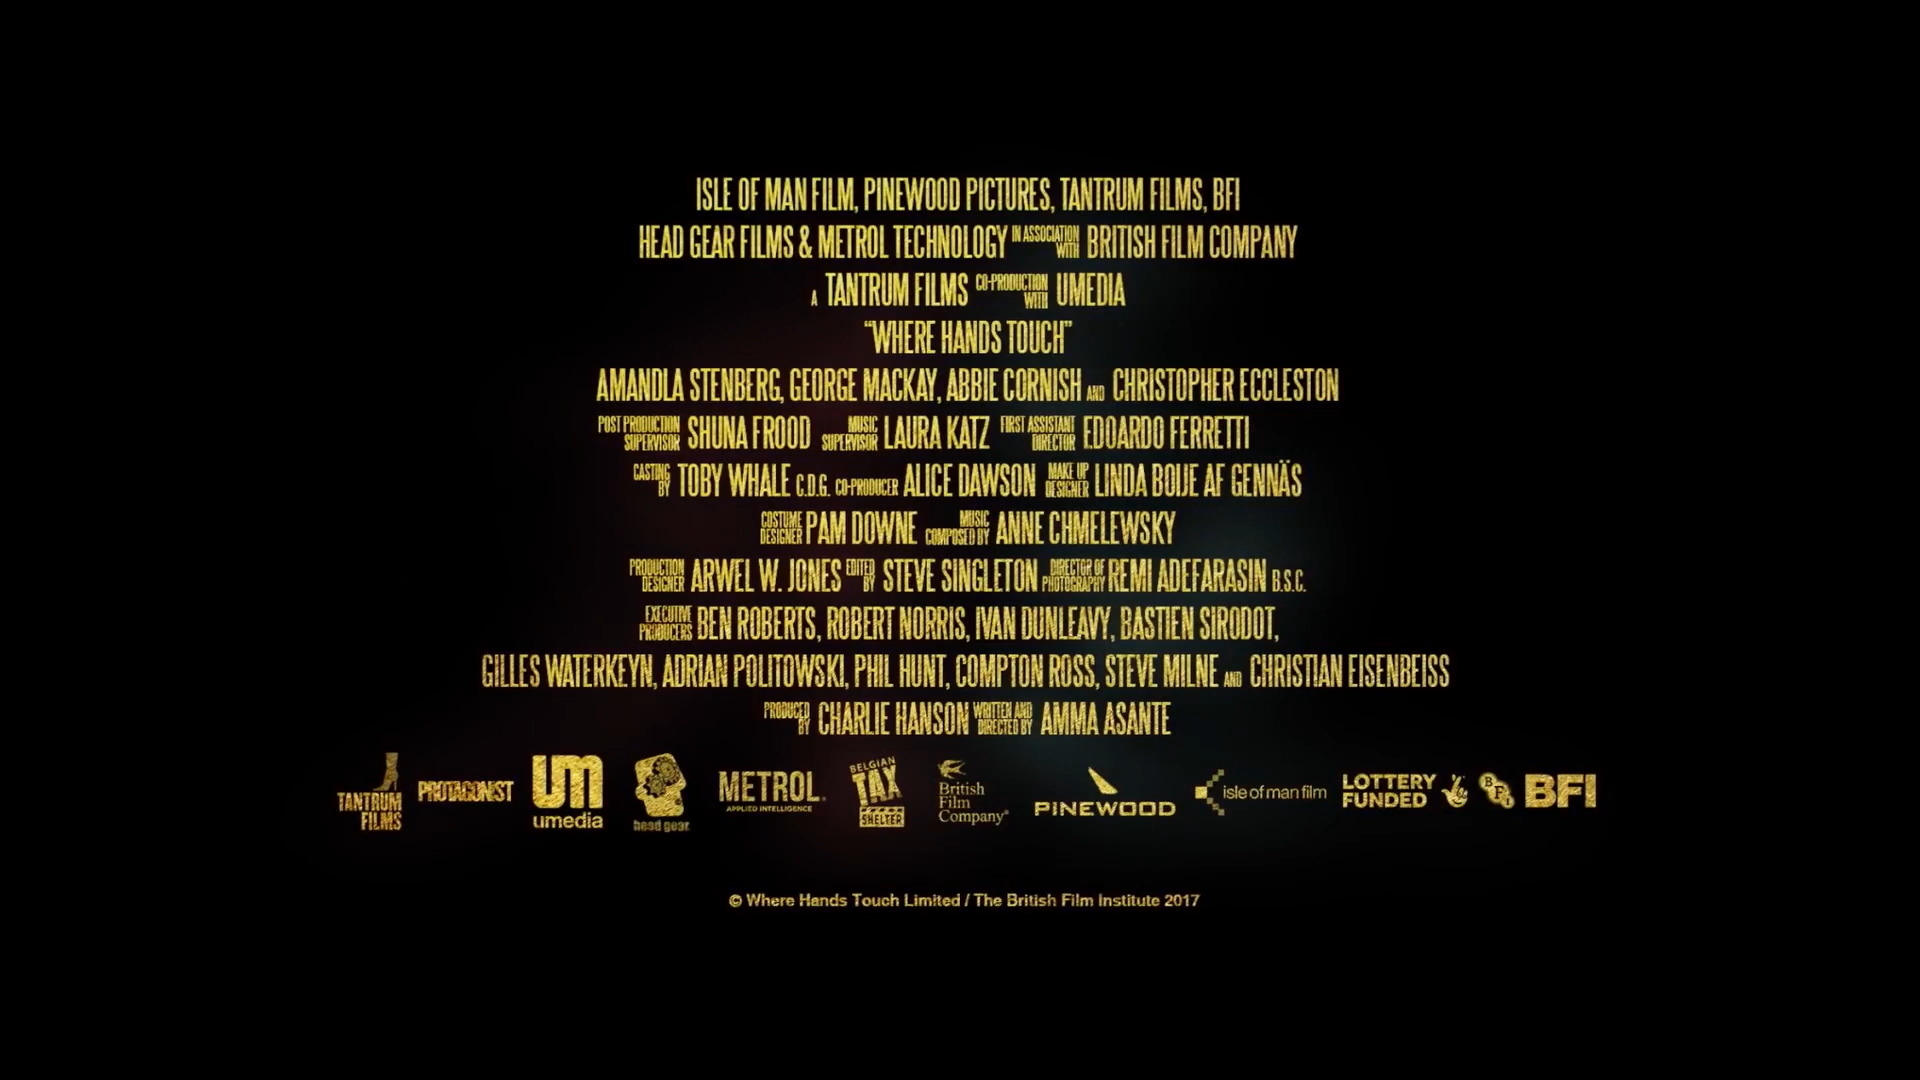 ISLE OF MAN FILM, PINEWOOD PICTURES, TANTRUM FILMS, BFI
HEAD GEAR FILMS & METROL TECHNOLOGY IN ASSOCIATION WITH BRITISH FILM COMPANY
A TANTRUM FILMS CO-PRODUCTION WITH UMEDIA
“WHERE HANDS TOUCH”
AMANDLA STENBERG, GEORGE MACKAY, ABBIE CORNISH AND CHRISTOPHER ECCLESTON
POST PRODUCTION SUPERVISOR SHUNA FROOD MUSIC SUPERVISOR LAURA KATZ FIRST ASSISTANT DIRECTOR EDOARDO FERRETTI
CASTING BY TOBY WHALE C.D.G. CO-PRODUCER ALICE DAWSON MAKE UP DESIGNER LINDA BOIJE AF GENNÄS
COSTUME DESIGNER PAM DOWNE MUSIC COMPOSED BY ANNE CHMELEWSKY
PRODUCTION DESIGNER ARWEL W. JONES EDITED BY STEVE SINGLETON DIRECTOR OF PHOTOGRAPHY REMI ADEFARASIN B.S.C.
EXECUTIVE PRODUCERS BEN ROBERTS, ROBERT NORRIS, IVAN DUNLEAVY, BASTIEN SIRODOT,
GILLES WATERKEYN, ADRIAN POLITOWSKI, PHIL HUNT, COMPTON ROSS, STEVE MILNE AND CHRISTIAN EISENBEISS
PRODUCED BY CHARLIE HANSON WRITTEN AND DIRECTED BY AMMA ASANTE
TANTRUM FILMS
PROTAGONIST
um
umedia
head gear
METROL.
APPLIED INTELLIGENCE
BELGIAN
TAX
SHELTER
British
Film
Company®
PINEWOOD
isle of man film
LOTTERY
FUNDED
BFI
BFI
© Where Hands Touch Limited / The British Film Institute 2017